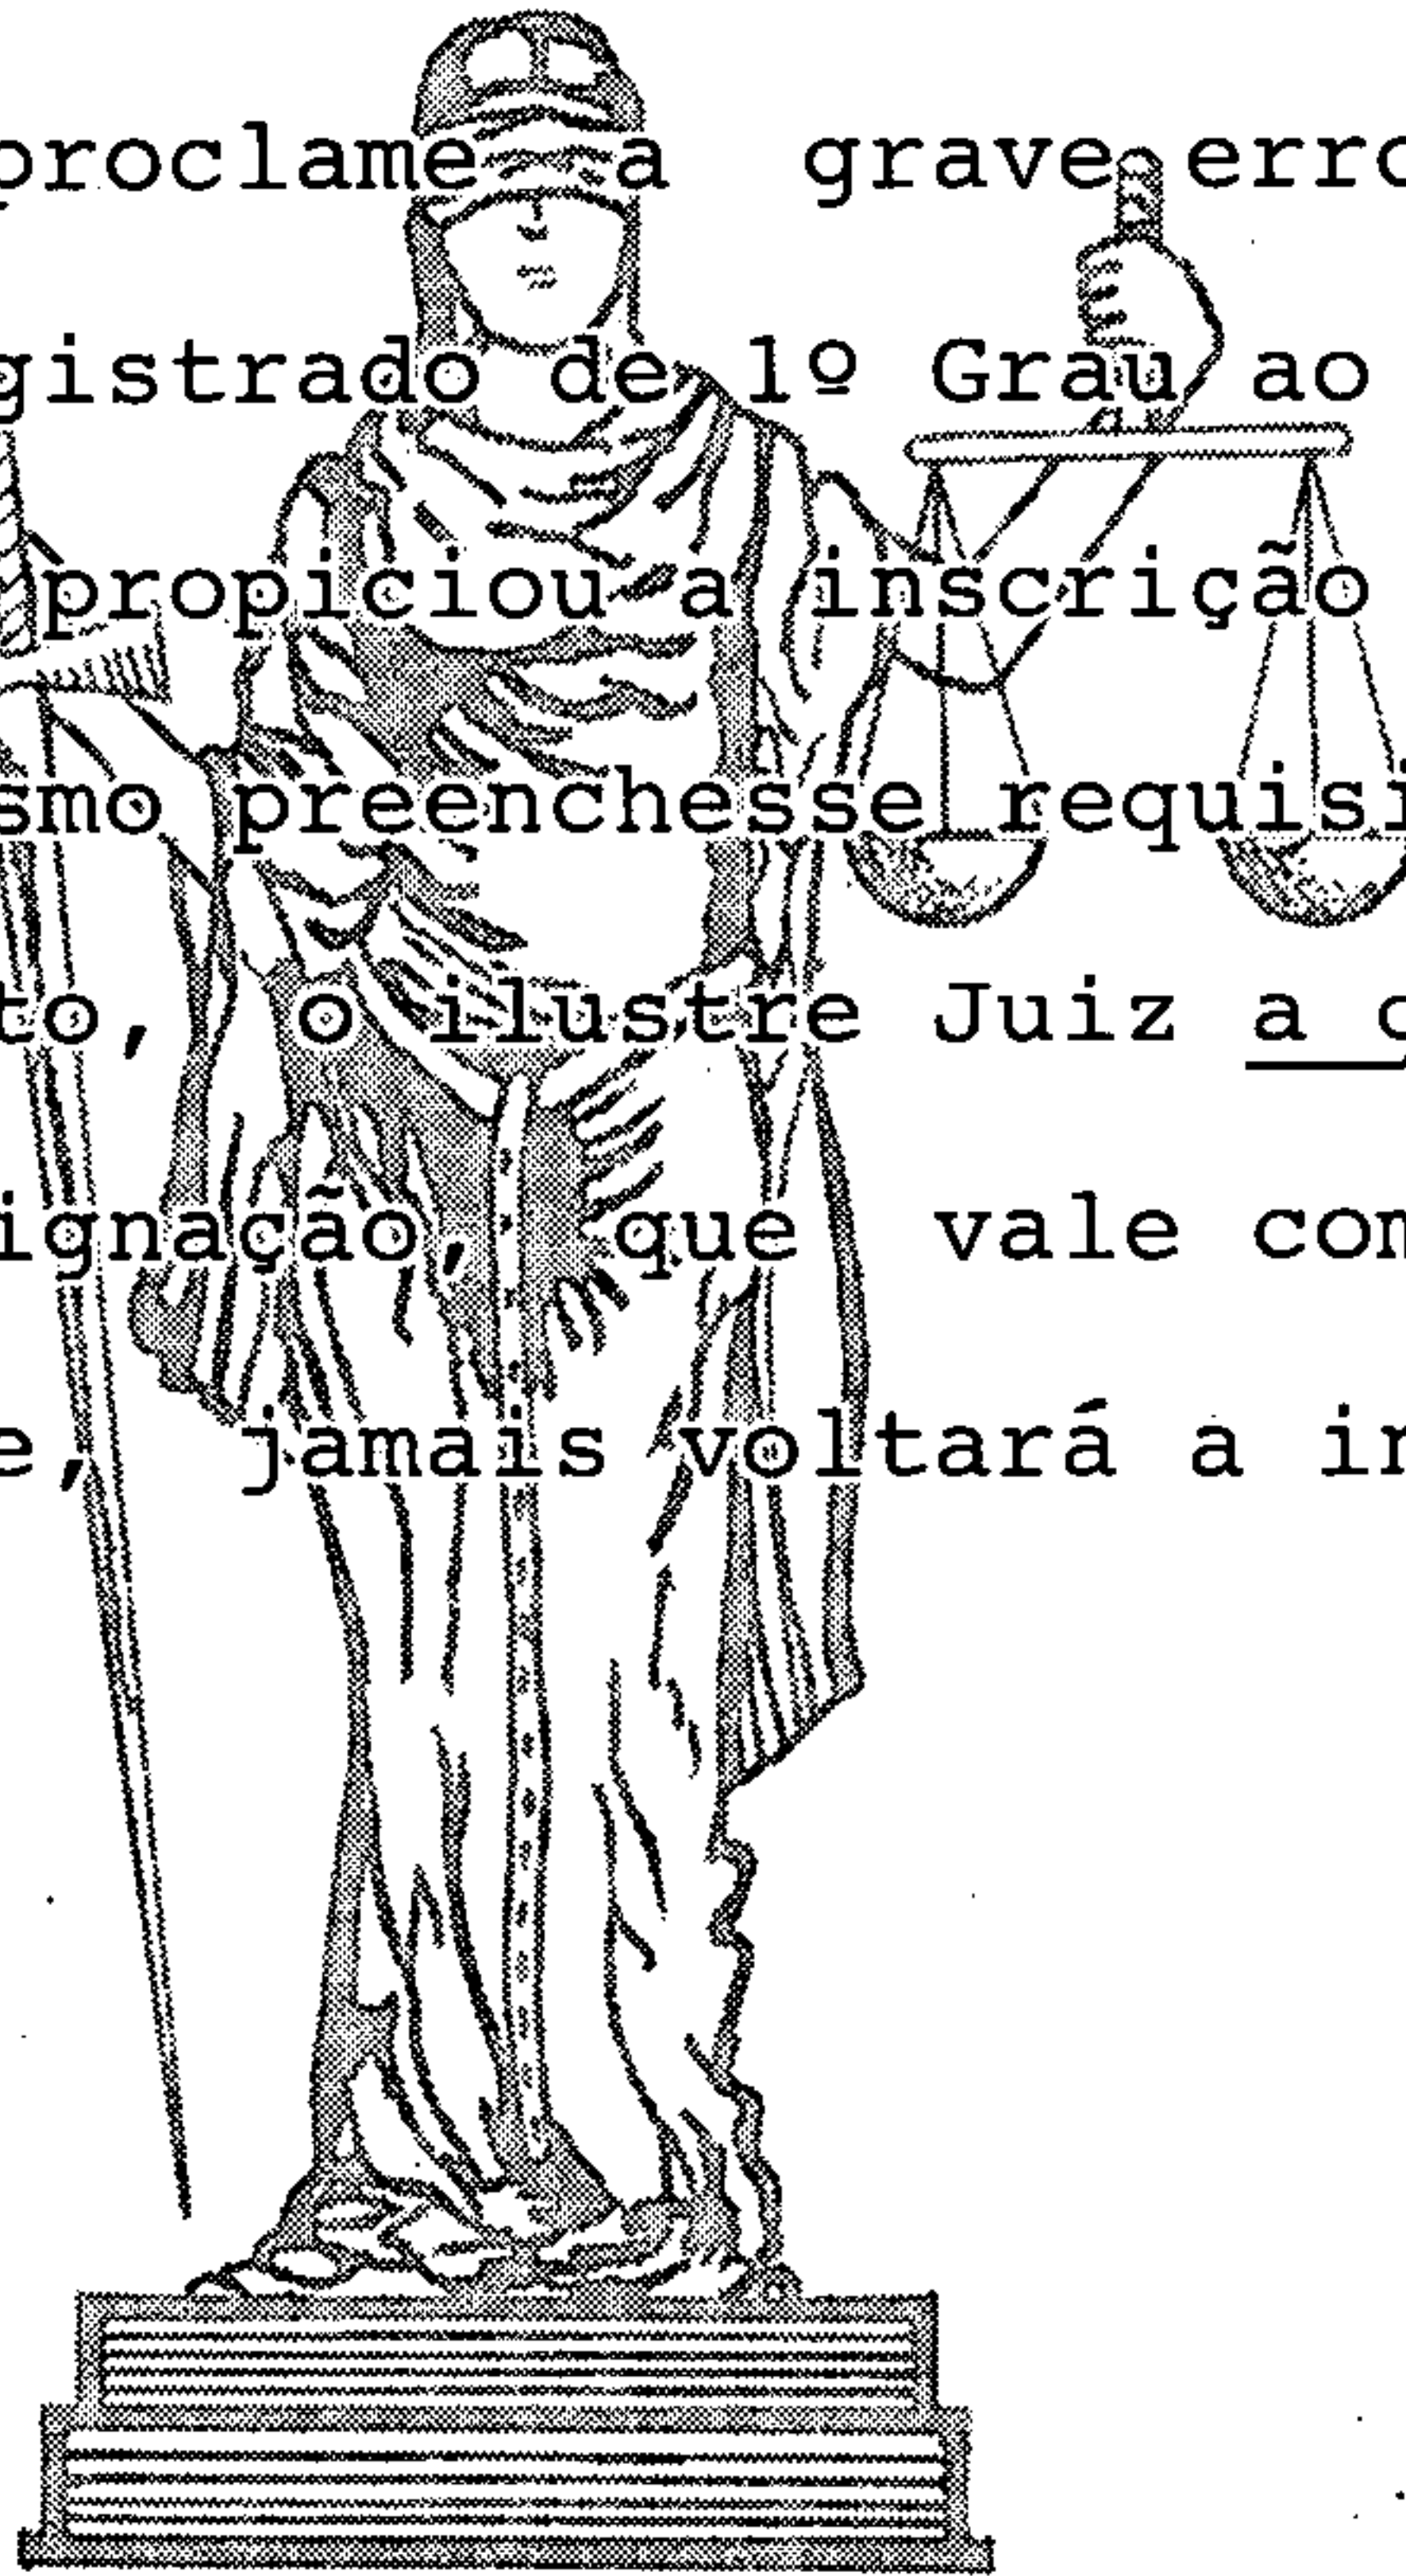 proclame a grave erro
gistrado de 1º Grau ao
propiciou a inscrição
smo preenchesse requisi
to, o ilustre Juiz a
ignação, que vale com
e, jamais voltará a in